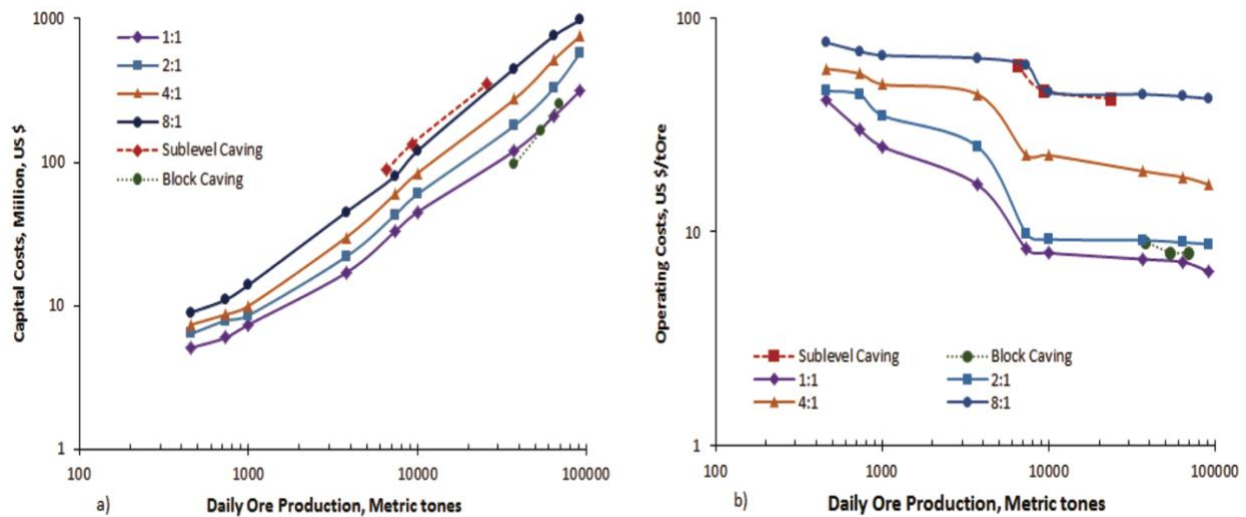 1000
100
10
1
Capital Costs, Miilion, US $
1:1
2:1
4:1
8:1
Sublevel Caving
Block Caving
100
1000
10000
100000
a)
Daily Ore Production, Metric tones
$/100
10
1
Operating Costs, US $/tOre
Sublevel Caving
Block Caving
1:1
2:1
4:1
8:1
100
1000
10000
100000
b)
Daily Ore Production, Metric tones